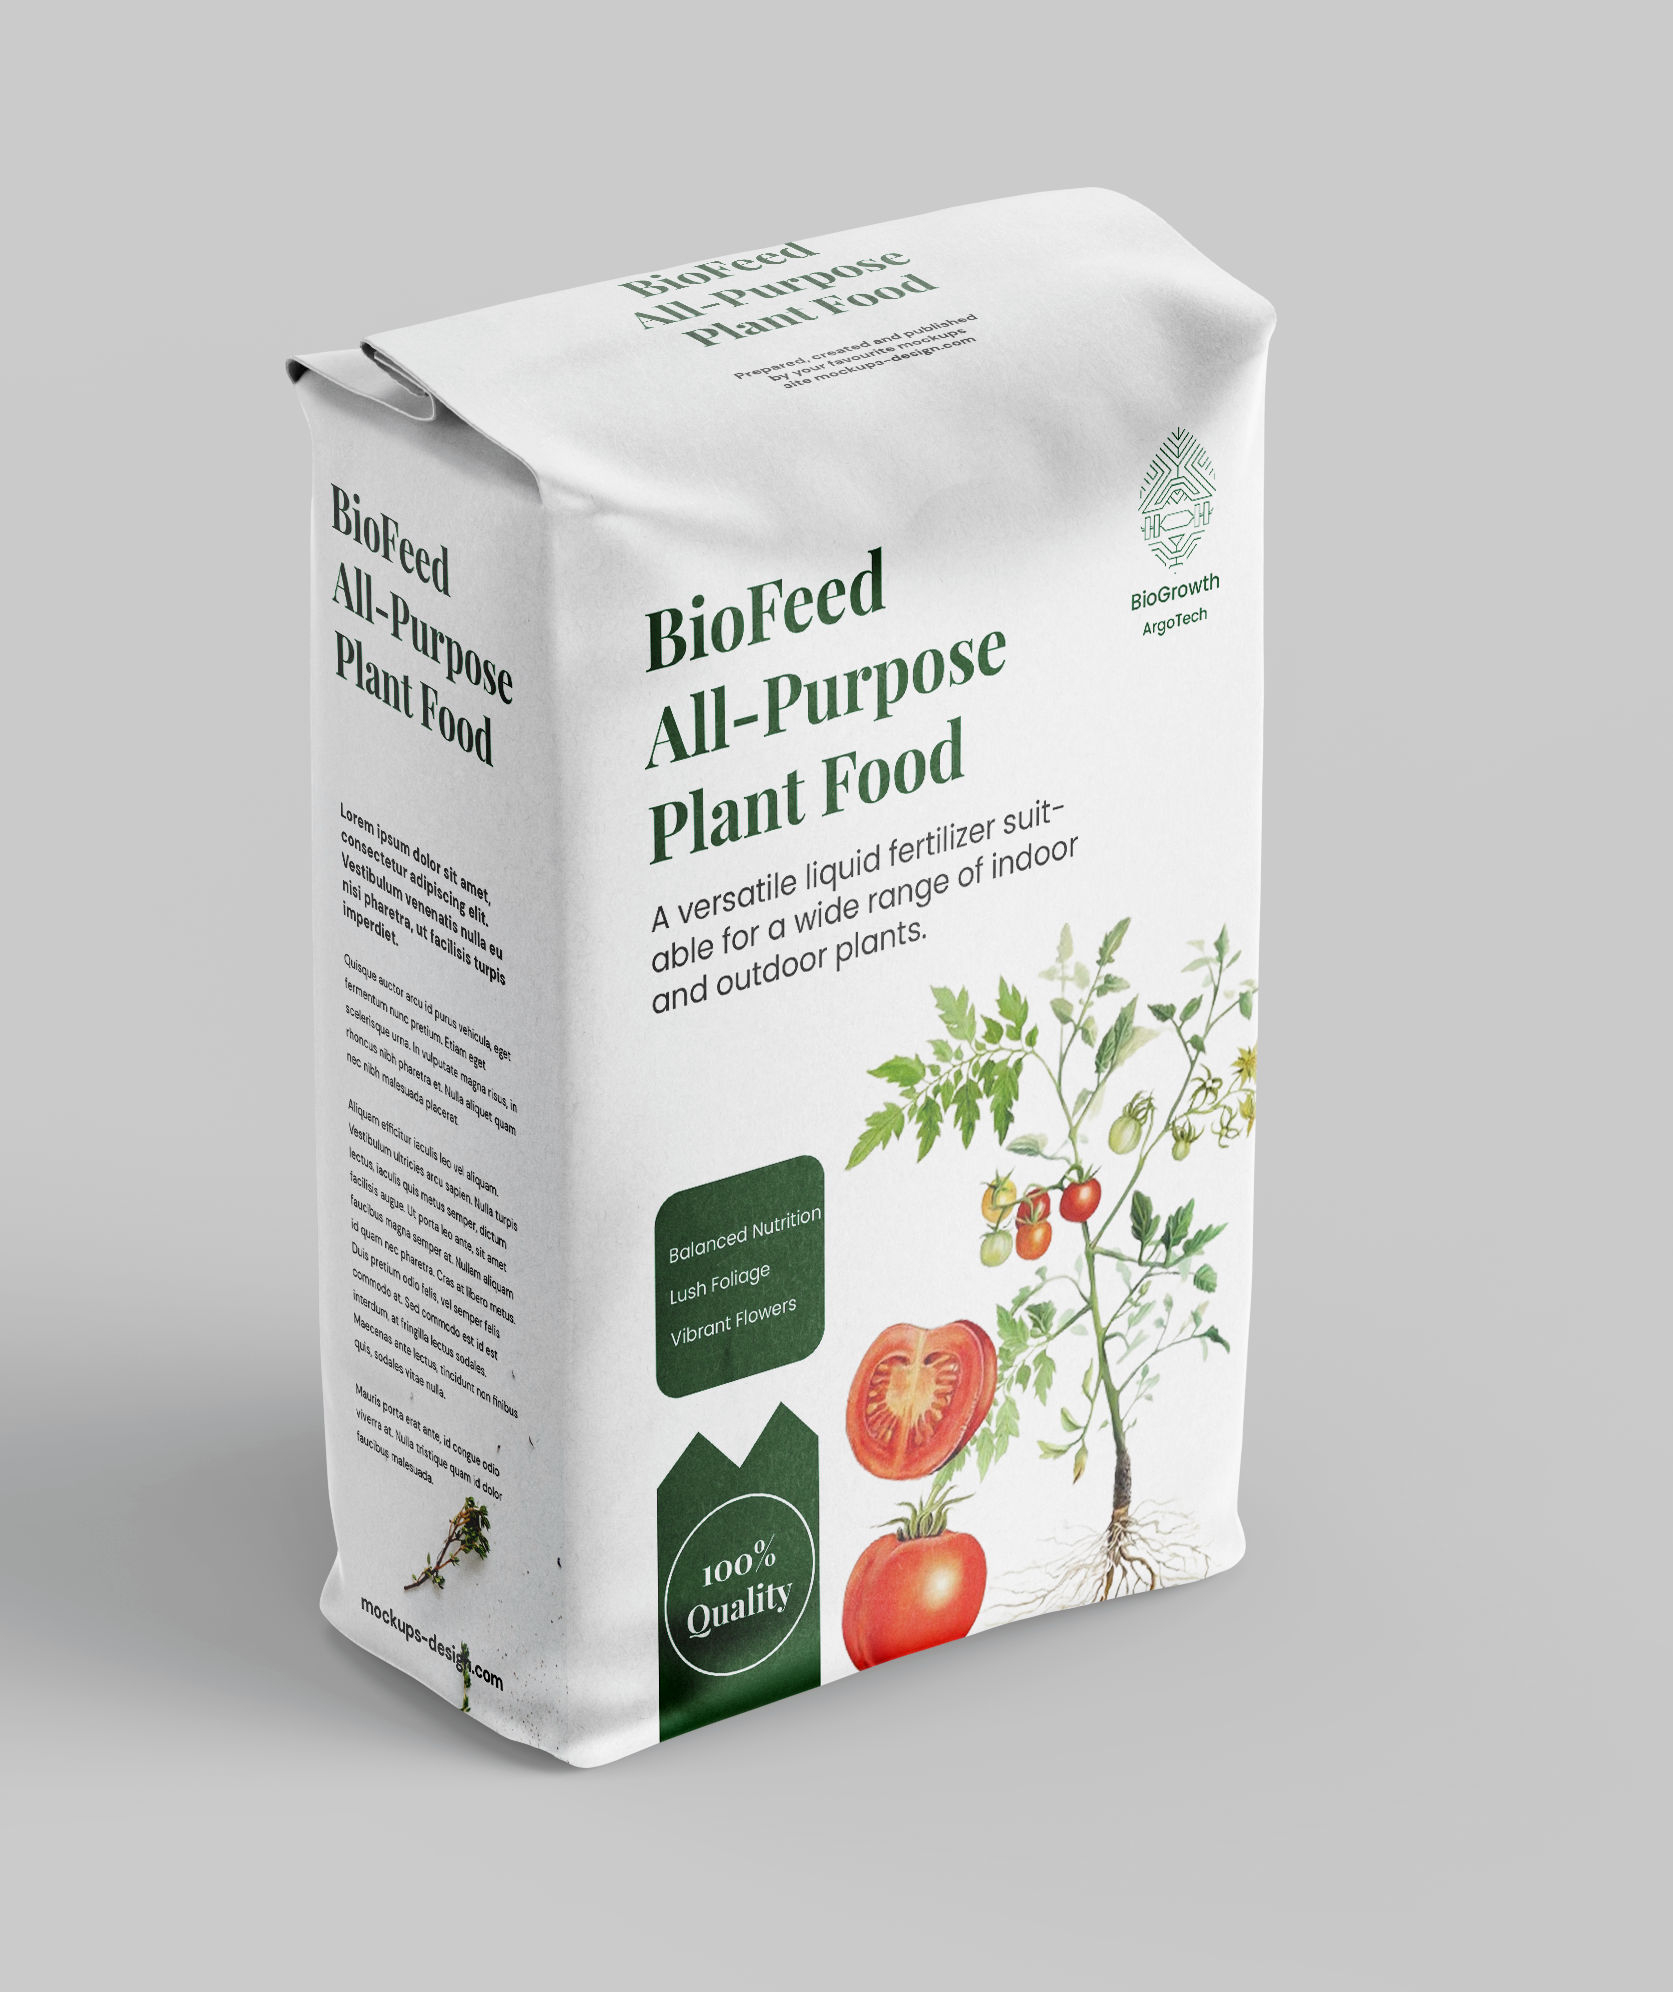 BioFeed
All-Purpose
Plant Food
Prepared, created and published
by your favourite mockups
site mockups-design.com
BioFeed
All-Purpose
Plant Food
Lorem ipsum dolor sit amet,
consectetur adipiscing elit.
Vestibulum venenatis nulla eu
nisi pharetra, ut facilisis turpis
imperdiet.
Quisque auctor arcu id purus vehicula, eget
fermentum nunc pretium. Etiam eget
scelerisque urna. In vulputate magna risus, in
rhoncus nibh pharetra et. Nulla aliquet quam
nec nibh malesuada placerat.
Aliquam efficitur iaculis leo vel aliquam.
Vestibulum ultricies arcu sapien. Nulla turpis
lectus, iaculis quis metus semper, dictum
facilisis augue. Ut porta leo ante, sit amet
faucibus magna semper at. Nullam aliquam
id quam nec pharetra. Cras at libero metus.
Duis pretium odio felis, vel semper felis
commodo at. Sed commodo est id est
interdum, at fringilla lectus sodales.
Maecenas ante lectus, tincidunt non finibus
quis, sodales vitae nulla.
Mauris porta erat ante, id congue odio
viverra at. Nulla tristique quam id dolor
faucibus malesuada.
mockups-design.com
BioGrowth
ArgoTech
BioFeed
All-Purpose
Plant Food
A versatile liquid fertilizer suit-
able for a wide range of indoor
and outdoor plants.
Balanced Nutrition
Lush Foliage
Vibrant Flowers
100%
Quality